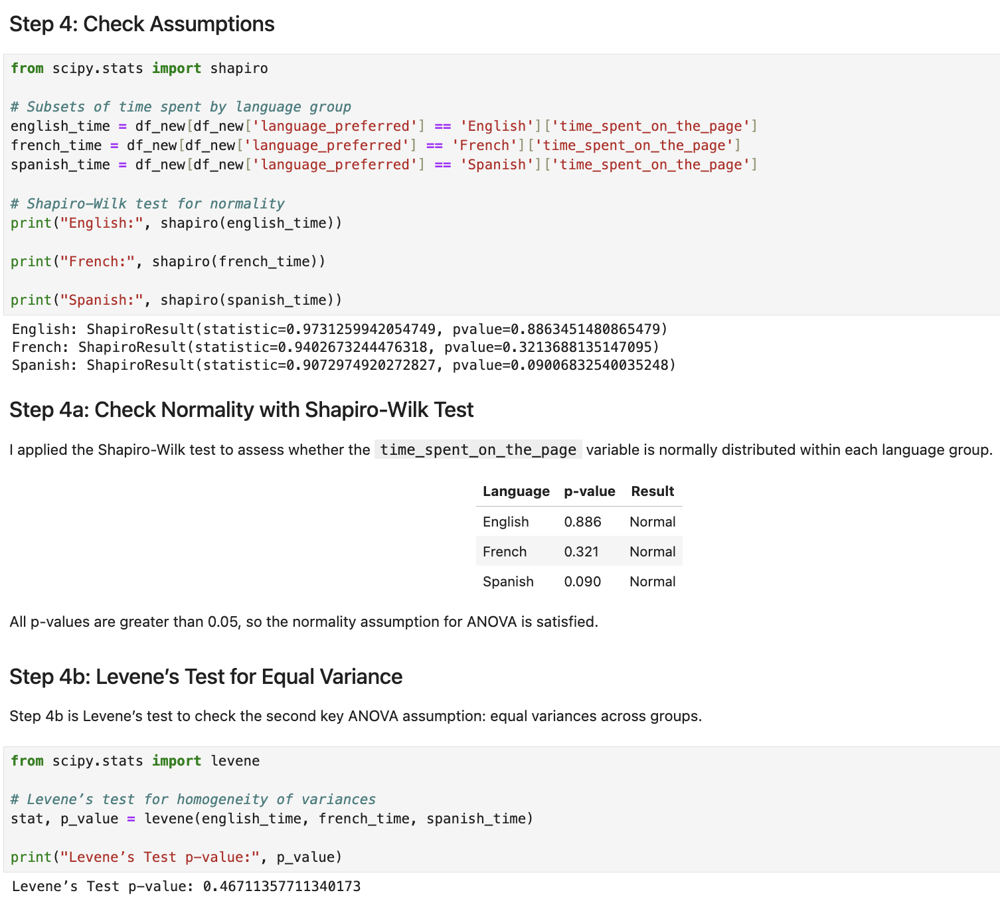 Step 4: Check Assumptions
from scipy.stats import shapiro
# Subsets of time spent by language group
english_time = df_new[df_new['language_preferred'] == 'English']['time_spent_on_the_page']
french_time = df_new[df_new['language_preferred'] == 'French']['time_spent_on_the_page']
spanish_time = df_new[df_new['language_preferred'] == 'Spanish']['time_spent_on_the_page']
# Shapiro–Wilk test for normality
print("English:", shapiro(english_time))
print("French:", shapiro(french_time))
print("Spanish:", shapiro(spanish_time))
English: ShapiroResult(statistic=0.9731259942054749, pvalue=0.8863451480865479)
French: ShapiroResult(statistic=0.9402673244476318, pvalue=0.3213688135147095)
Spanish: ShapiroResult(statistic=0.9072974920272827, pvalue=0.09006832540035248)
Step 4a: Check Normality with Shapiro-Wilk Test
I applied the Shapiro-Wilk test to assess whether the time_spent_on_the_page variable is normally distributed within each language group.
Language p-value Result
English 0.886 Normal
French 0.321 Normal
Spanish 0.090 Normal
All p-values are greater than 0.05, so the normality assumption for ANOVA is satisfied.
Step 4b: Levene’s Test for Equal Variance
Step 4b is Levene’s test to check the second key ANOVA assumption: equal variances across groups.
from scipy.stats import levene
# Levene’s test for homogeneity of variances
stat, p_value = levene(english_time, french_time, spanish_time)
print("Levene’s Test p-value:", p_value)
Levene’s Test p-value: 0.46711357711340173